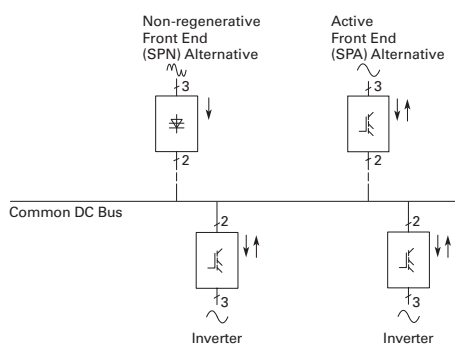 Non-regenerative
Front End
(SPN) Alternative
Active
Front End
(SPA) Alternative
3
3
2
2
Common DC Bus
2
2
3
3
Inverter
Inverter